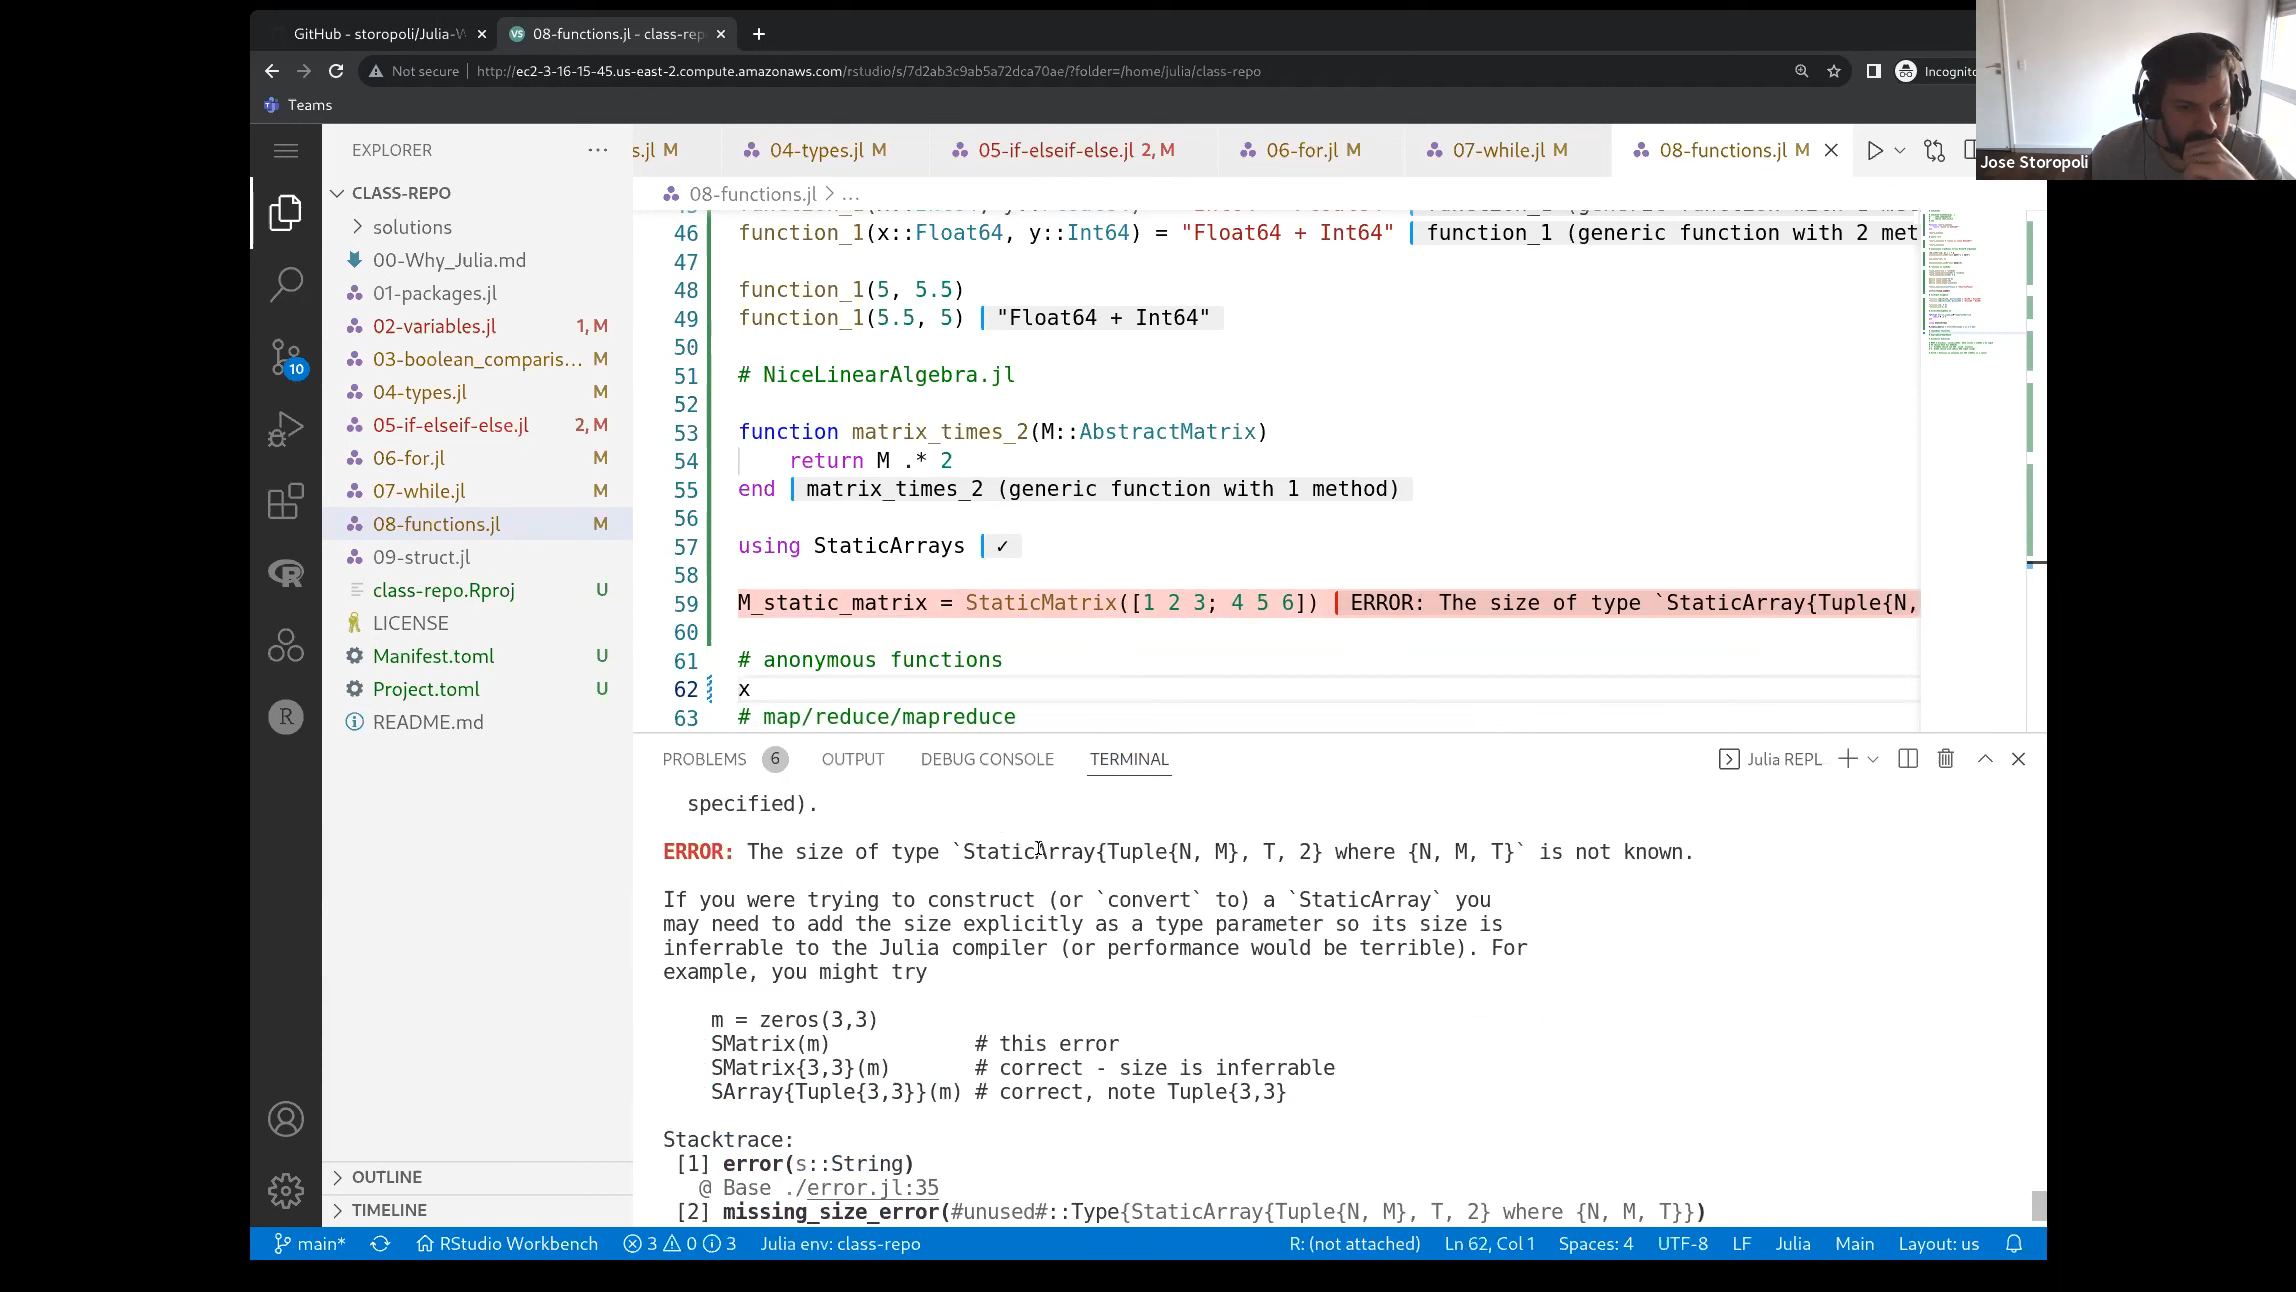 GitHub - storopoli/Julia-W
08-functions.jl - class-rep
Not secure
http://ec2-3-16-15-45.us-east-2.compute.amazonaws.com/rstudio/s/7d2ab3c9ab5a72dca70ae/?folder=/home/julia/class-repo
Incognito
Teams
Jose Storopoli
EXPLORER
s.jl M
04-types.jl M
05-if-elseif-else.jl 2, M
06-for.jl M
07-while.jl M
08-functions.jl M
CLASS-REPO
solutions
00-Why_Julia.md
01-packages.jl
02-variables.jl 1, M
03-boolean_comparis... M
04-types.jl M
05-if-elseif-else.jl 2, M
06-for.jl M
07-while.jl M
08-functions.jl M
09-struct.jl
class-repo.Rproj U
LICENSE
Manifest.toml U
Project.toml U
README.md
10
OUTLINE
TIMELINE
08-functions.jl > ...
46 function_1(x::Float64, y::Int64) = "Float64 + Int64" function_1 (generic function with 2 met
47
48 function_1(5, 5.5)
49 function_1(5.5, 5) "Float64 + Int64"
50
51 # NiceLinearAlgebra.jl
52
53 function matrix_times_2(M::AbstractMatrix)
54 return M .* 2
55 end matrix_times_2 (generic function with 1 method)
56
57 using StaticArrays ✓
58
59 M_static_matrix = StaticMatrix([1 2 3; 4 5 6]) ERROR: The size of type `StaticArray{Tuple{N,
60
61 # anonymous functions
62 x
63 # map/reduce/mapreduce
PROBLEMS 6 OUTPUT DEBUG CONSOLE TERMINAL
Julia REPL
specified).
ERROR: The size of type `StaticArray{Tuple{N, M}, T, 2} where {N, M, T}` is not known.
If you were trying to construct (or `convert` to) a `StaticArray` you
may need to add the size explicitly as a type parameter so its size is
inferrable to the Julia compiler (or performance would be terrible). For
example, you might try
m = zeros(3,3)
SMatrix(m) # this error
SMatrix{3,3}(m) # correct - size is inferrable
SArray{Tuple{3,3}}(m) # correct, note Tuple{3,3}
Stacktrace:
[1] error(s::String)
@ Base ./error.jl:35
[2] missing_size_error(#unused#::Type{StaticArray{Tuple{N, M}, T, 2} where {N, M, T}})
main* RStudio Workbench 3 0 3 Julia env: class-repo
R: (not attached) Ln 62, Col 1 Spaces: 4 UTF-8 LF Julia Main Layout: us